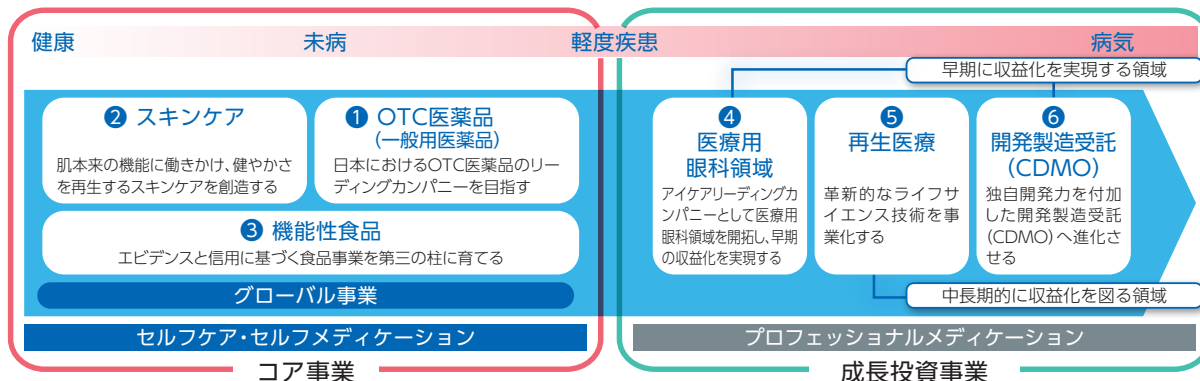 健康
未病
軽度疾患
病気
早期に収益化を実現する領域
❷ スキンケア
肌本来の機能に働きかけ、健やかさ
を再生するスキンケアを創造する
❶ OTC医薬品
(一般用医薬品)
日本におけるOTC医薬品のリー
ディングカンパニーを目指す
❸ 機能性食品
エビデンスと信用に基づく食品事業を第三の柱に育てる
グローバル事業
セルフケア・セルフメディケーション
コア事業
❹
医療用
眼科領域
アイケアリーディングカ
ンパニーとして医療用
眼科領域を開拓し、早期
の収益化を実現する
❺
再生医療
革新的なライフサ
イエンス技術を事
業化する
❻
開発製造受託
(CDMO)
独自開発力を付加
した開発製造受託
(CDMO)へ進化さ
せる
中長期的に収益化を図る領域
プロフェッショナルメディケーション
成長投資事業